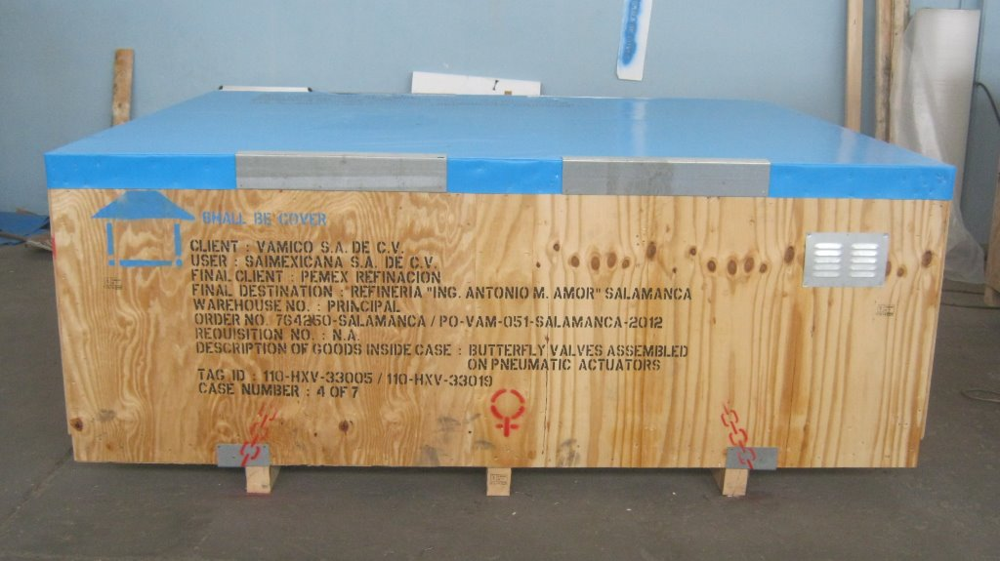 SHALL BE COVER
CLIENT : VAMICO S.A. DE C.V.
USER : SAIMEXICANA S.A. DE C.V.
FINAL CLIENT : PEMEX REFINACION
FINAL DESTINATION : REFINERIA "ING. ANTONIO M. AMOR" SALAMANCA
WAREHOUSE NO. : PRINCIPAL
ORDER NO. 764260-SALAMANCA / PO-VAM-051-SALAMANCA-2012
REQUISITION NO. : N.A.
DESCRIPTION OF GOODS INSIDE CASE : BUTTERFLY VALVES ASSEMBLED
ON PNEUMATIC ACTUATORS
TAG ID : 110-HXV-33005 / 110-HXV-33019
CASE NUMBER : 4 OF 7